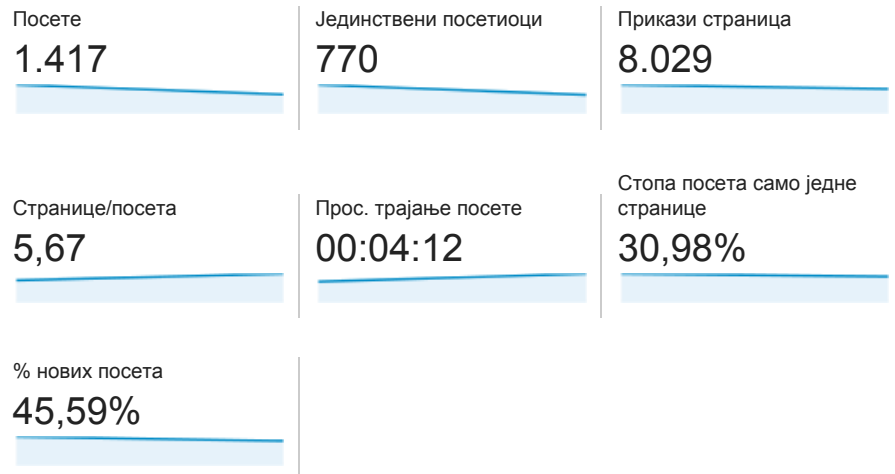 Посете
1.417
Јединствени посетиоци
770
Прикази страница
8.029
Странице/посета
5,67
Прос. трајање посете
00:04:12
Стопа посета само једне
странице
30,98%
% нових посета
45,59%